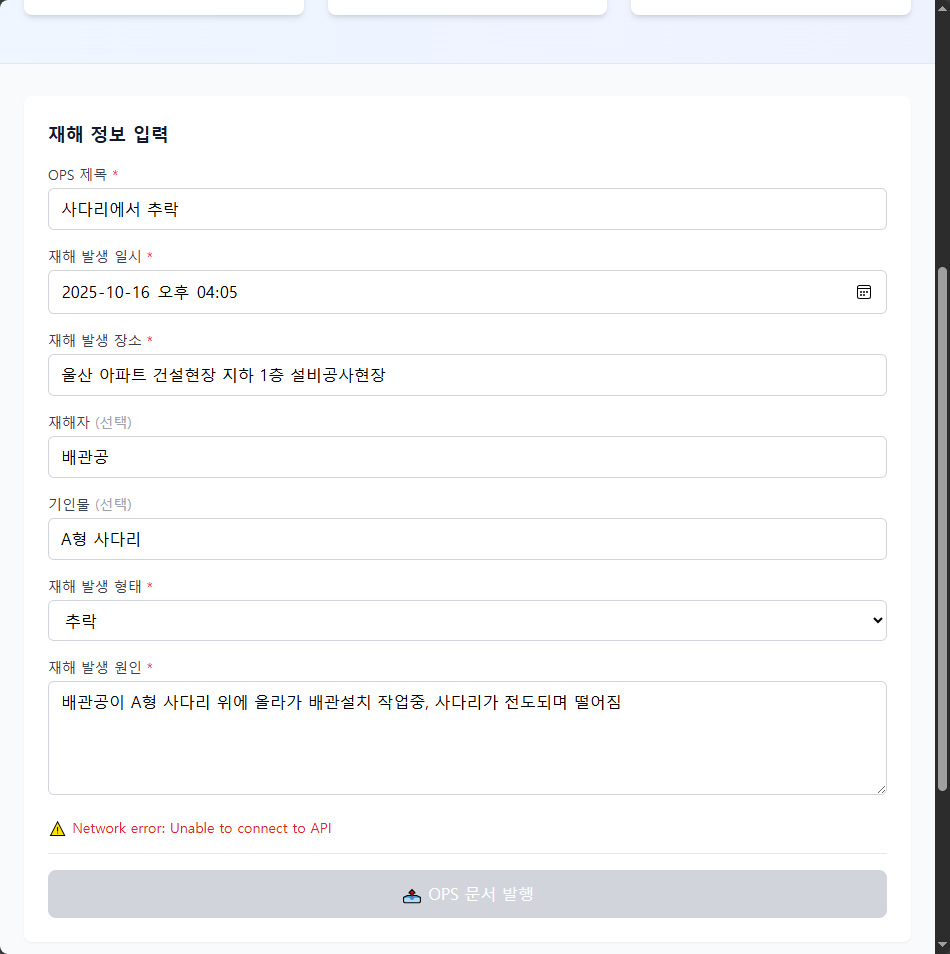 재해 정보 입력
OPS 제목 *
사다리에서 추락
재해 발생 일시 *
2025-10-16 오후 04:05
재해 발생 장소 *
울산 아파트 건설현장 지하 1층 설비공사현장
재해자 (선택)
배관공
기인물 (선택)
A형 사다리
재해 발생 형태 *
추락
재해 발생 원인 *
배관공이 A형 사다리 위에 올라가 배관설치 작업중, 사다리가 전도되며 떨어짐
Network error: Unable to connect to API
OPS 문서 발행